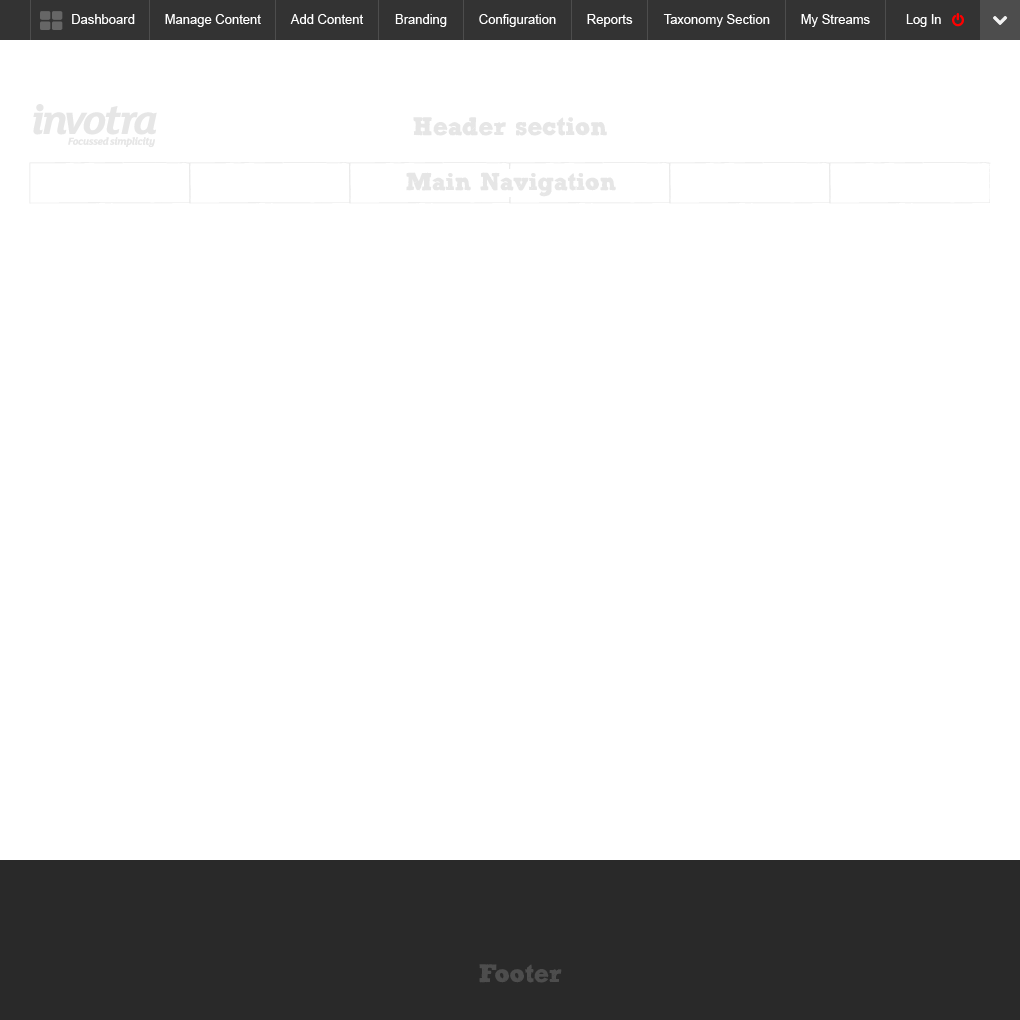 Dashboard Manage Content Add Content Branding Configuration Reports Taxonomy Section My Streams Log In
invotra
Focussed simplicity
Header section
Main Navigation
Footer